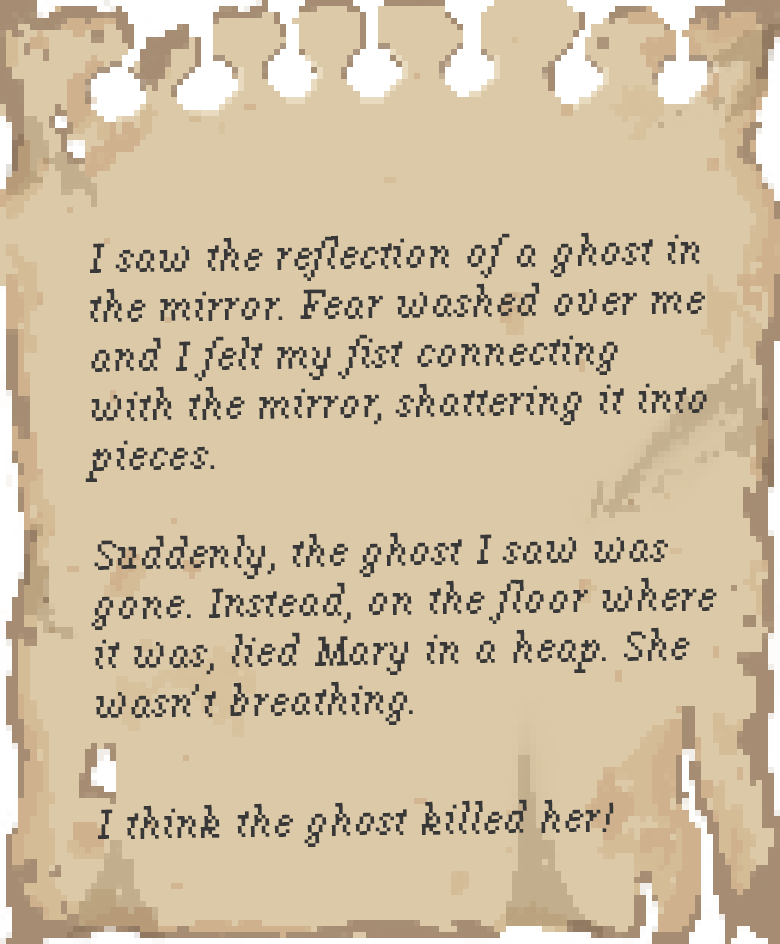 I saw the reflection of a ghost in
the mirror. Fear washed over me
and I felt my fist connecting
with the mirror, shattering it into
pieces.
Suddenly, the ghost I saw was
gone. Instead, on the floor where
it was, lied Mary in a heap. She
wasn't breathing.
I think the ghost killed her!